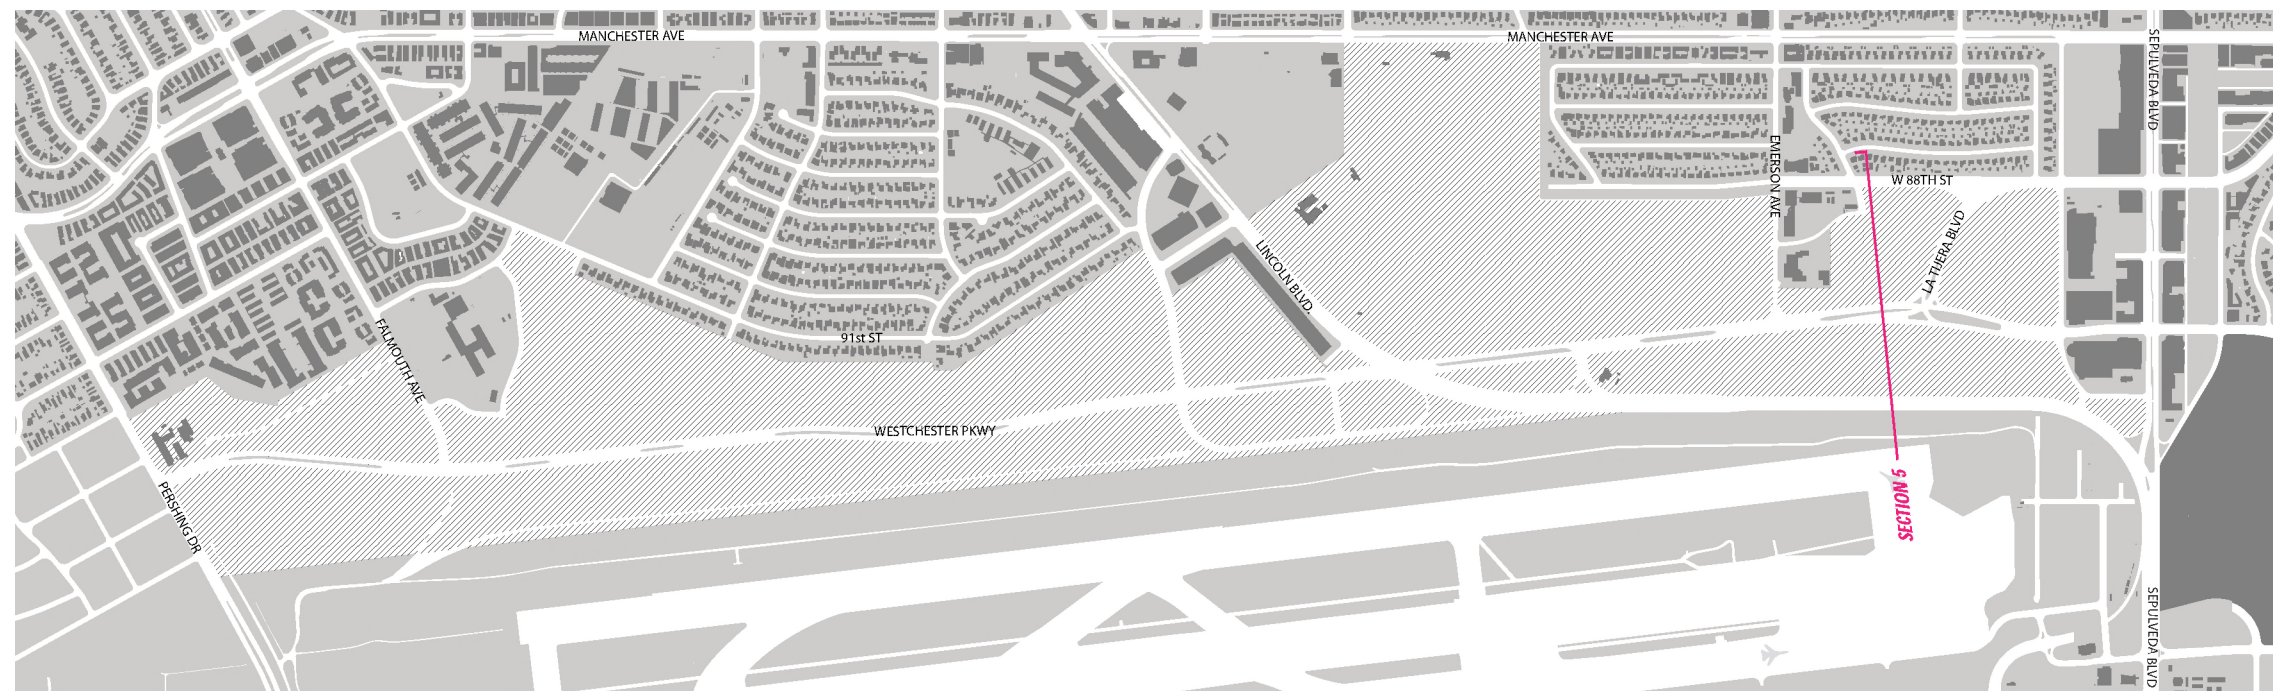 MANCHESTER AVE
MANCHESTER AVE
SEPULVEDA BLVD
EMERSON AVE
W 88TH ST
LA TIJERA BLVD
LINCOLN BLVD.
91st ST
FALMOUTH AVE
WESTCHESTER PKWY
PERSHING DR
SECTION 5
SEPULVEDA BLVD